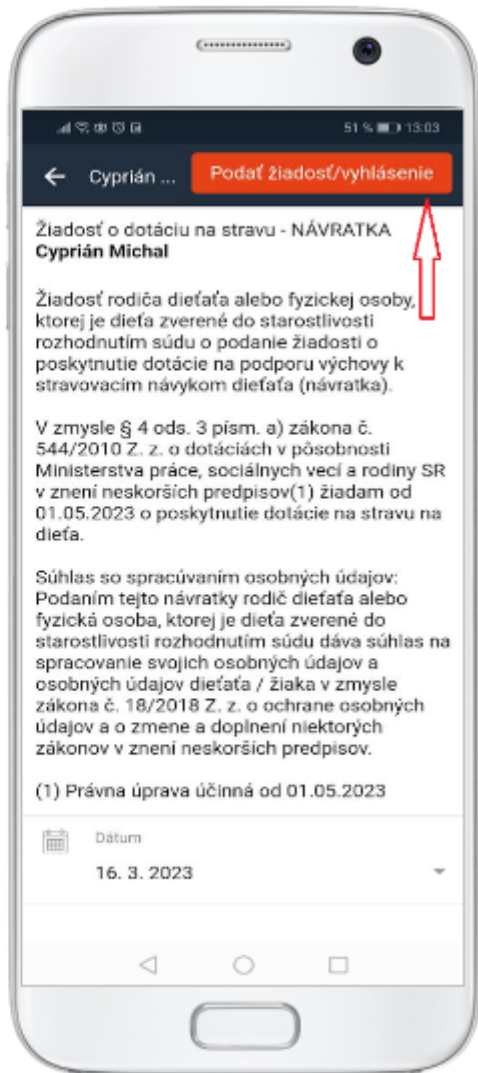 51 % 13:03
Cyprián ...
Podať žiadosť/vyhlásenie
Žiadosť o dotáciu na stravu - NÁVRATKA
Cyprián Michal
Žiadosť rodiča dieťaťa alebo fyzickej osoby,
ktorej je dieťa zverené do starostlivosti
rozhodnutím súdu o podanie žiadosti o
poskytnutie dotácie na podporu výchovy k
stravovacím návykom dieťaťa (návratka).
V zmysle § 4 ods. 3 písm. a) zákona č.
544/2010 Z. z. o dotáciách v pôsobnosti
Ministerstva práce, sociálnych vecí a rodiny SR
v znení neskorších predpisov(1) žiadam od
01.05.2023 o poskytnutie dotácie na stravu na
dieťa.
Súhlas so spracúvaním osobných údajov:
Podaním tejto návratky rodič dieťaťa alebo
fyzická osoba, ktorej je dieťa zverené do
starostlivosti rozhodnutím súdu dáva súhlas na
spracovanie svojich osobných údajov a
osobných údajov dieťaťa / žiaka v zmysle
zákona č. 18/2018 Z. z. o ochrane osobných
údajov a o zmene a doplnení niektorých
zákonov v znení neskorších predpisov.
(1) Právna úprava účinná od 01.05.2023
Dátum
16. 3. 2023